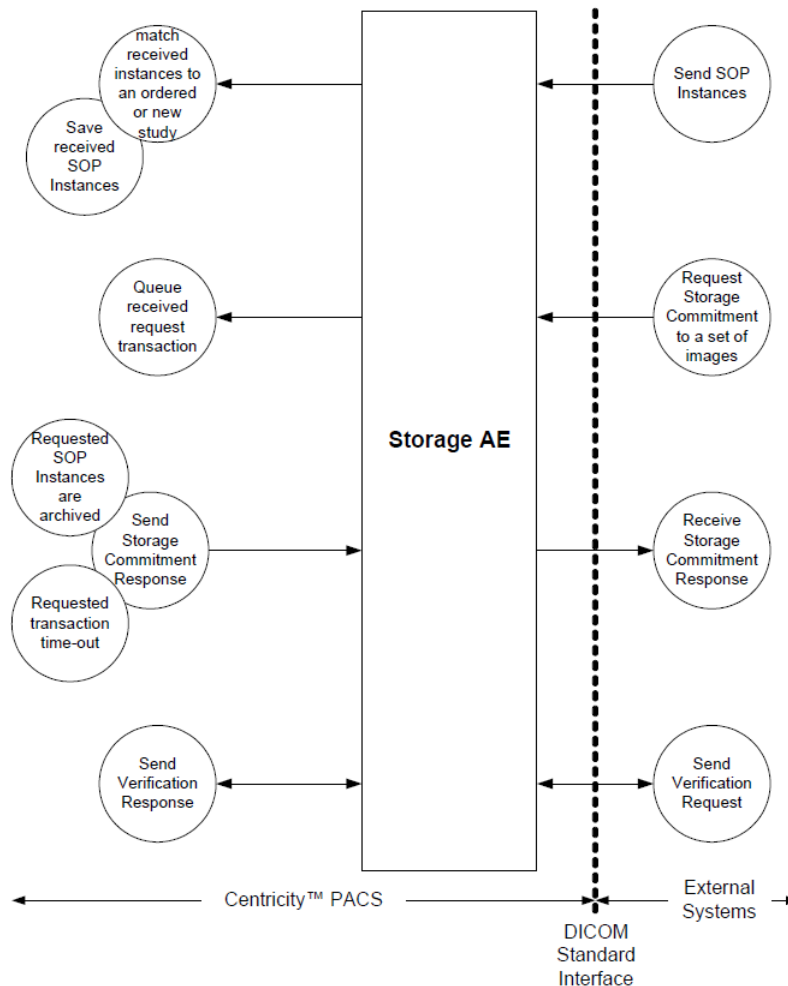 match
received
instances to
an ordered
or new
study
Save
received
SOP
Instances
Send SOP
Instances
Queue
received
request
transaction
Request
Storage
Commitment
to a set of
images
Storage AE
Requested
SOP
Instances
are
archived
Send
Storage
Commitment
Response
Requested
transaction
time-out
Receive
Storage
Commitment
Response
Send
Verification
Response
Send
Verification
Request
Centricity™ PACS
External
Systems
DICOM
Standard
Interface